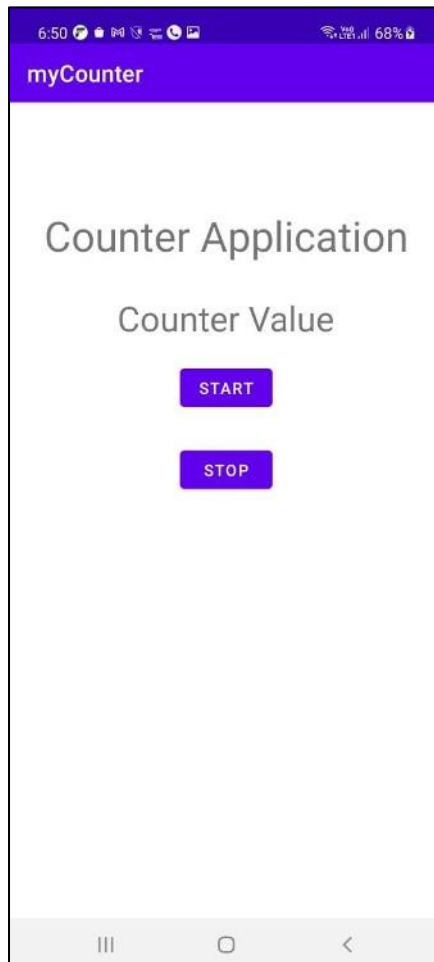 6:50 68%
myCounter
Counter Application
Counter Value
START
STOP